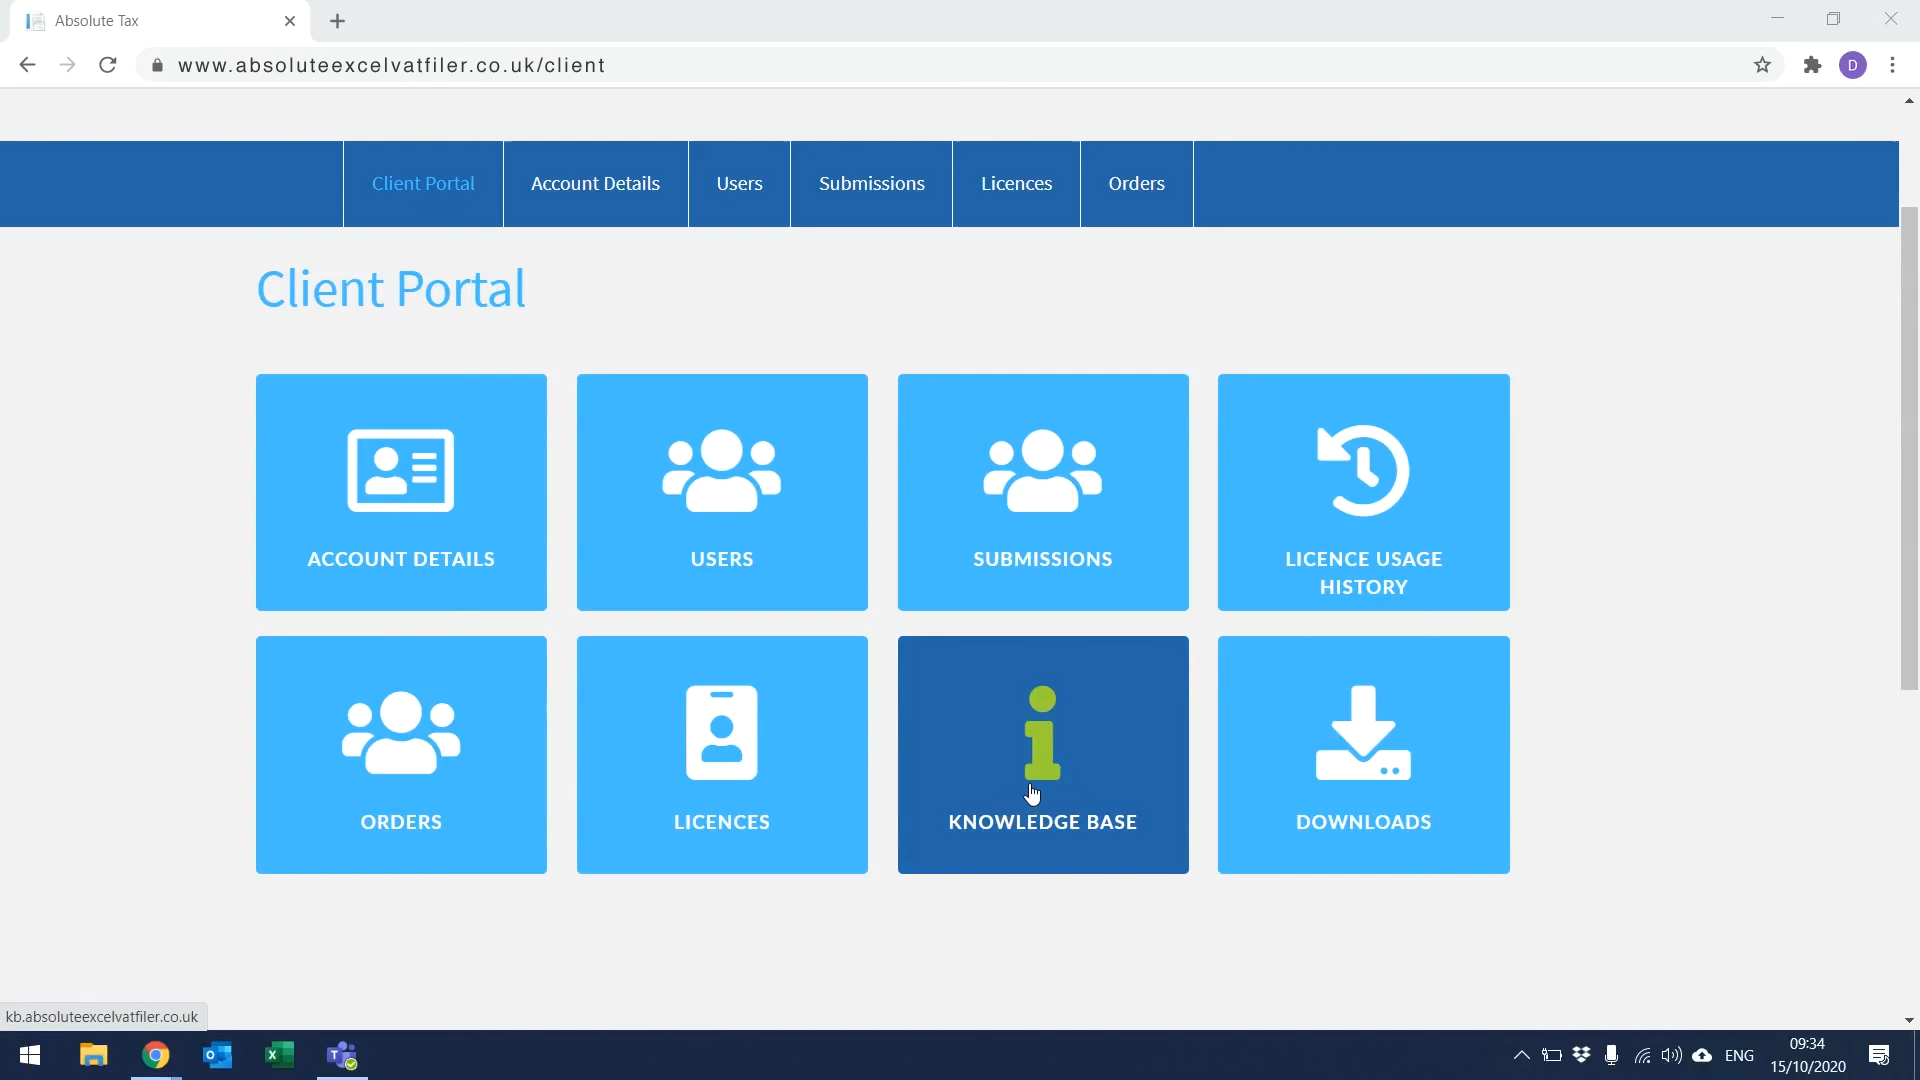 Absolute Tax
www.absoluteexcelvatfiler.co.uk/client
D
Client Portal
Account Details
Users
Submissions
Licences
Orders
Client Portal
ACCOUNT DETAILS
USERS
SUBMISSIONS
LICENCE USAGE
HISTORY
ORDERS
LICENCES
KNOWLEDGE BASE
DOWNLOADS
kb.absoluteexcelvatfiler.co.uk
ENG
09:34
15/10/2020